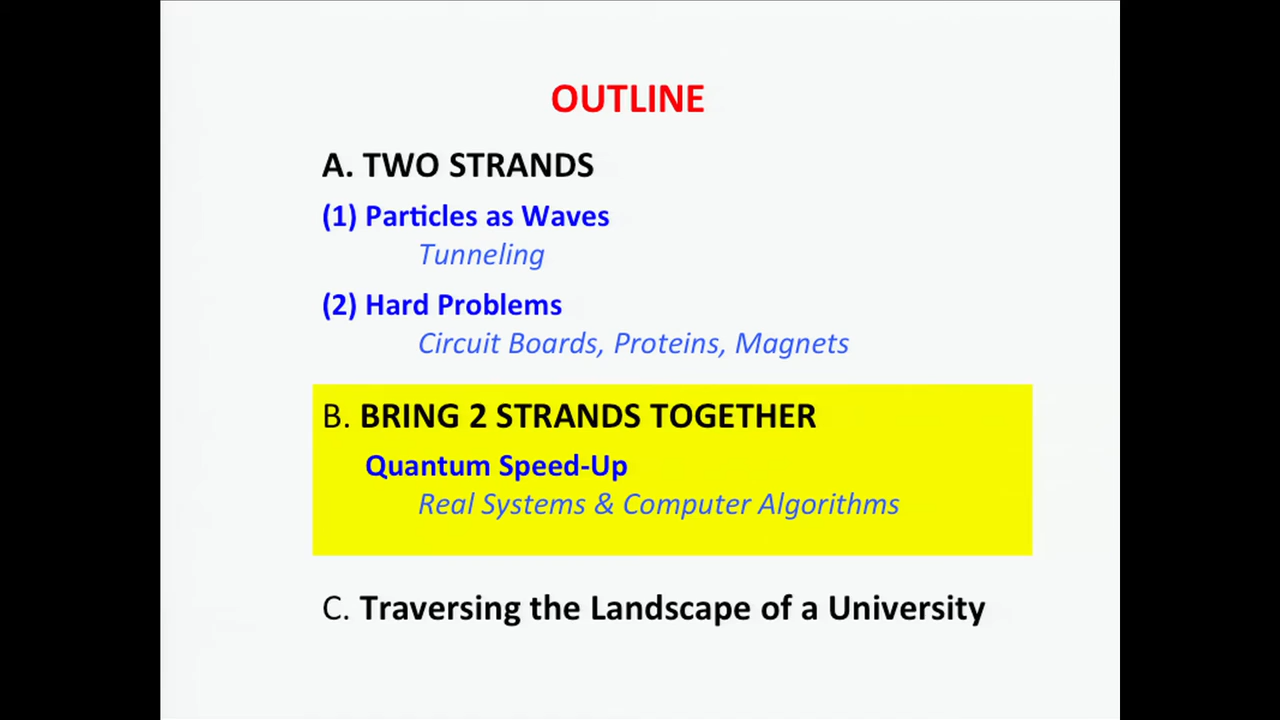 OUTLINE
A. TWO STRANDS
(1) Particles as Waves
Tunneling
(2) Hard Problems
Circuit Boards, Proteins, Magnets
B. BRING 2 STRANDS TOGETHER
Quantum Speed-Up
Real Systems & Computer Algorithms
C. Traversing the Landscape of a University